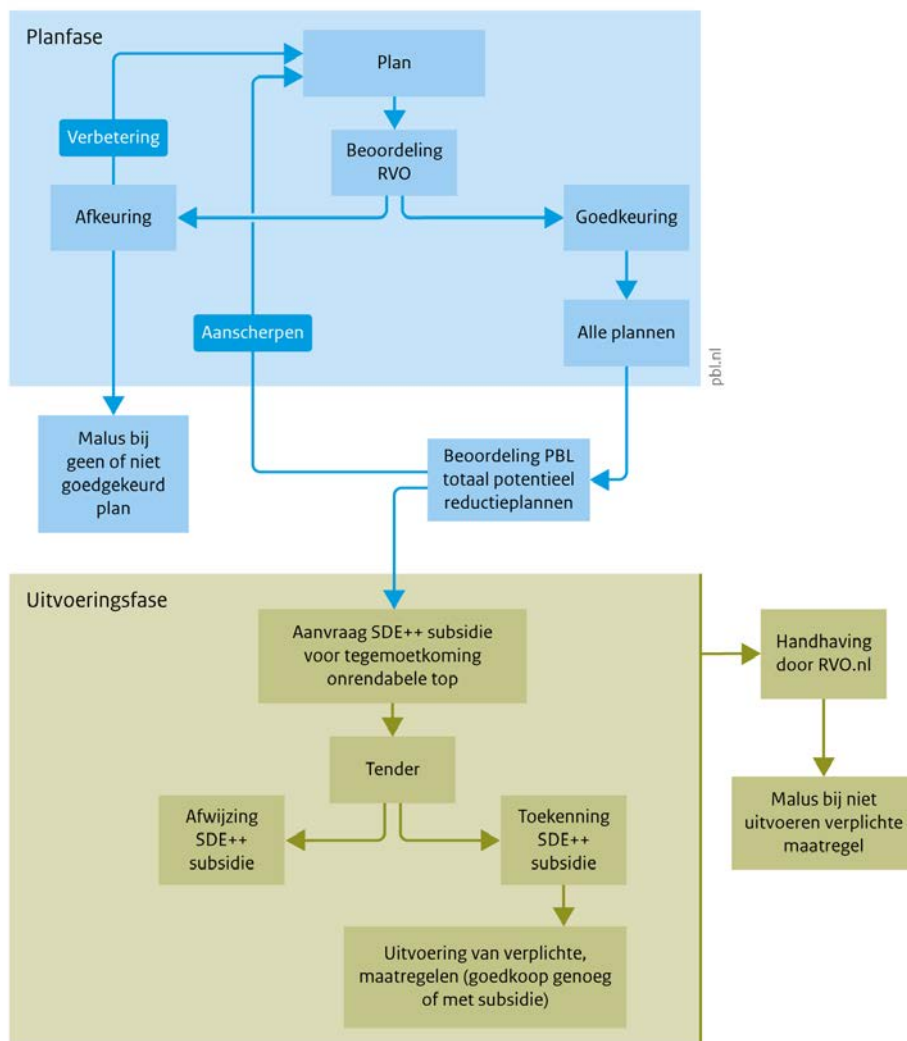 Planfase
Plan
Verbetering
Beoordeling
RVO
Afkeuring
Goedkeuring
Aanscherpen
Alle plannen
pbl.nl
Malus bij
geen of niet
goedgekeurd
plan
Beoordeling PBL
totaal potentieel
reductieplannen
Uitvoeringsfase
Aanvraag SDE++ subsidie
voor tegemoetkoming
onrendabele top
Handhaving
door RVO.nl
Tender
Afwijzing
SDE++
subsidie
Toekenning
SDE++
subsidie
Malus bij niet
uitvoeren verplichte
maatregel
Uitvoering van verplichte,
maatregelen (goedkoop genoeg
of met subsidie)